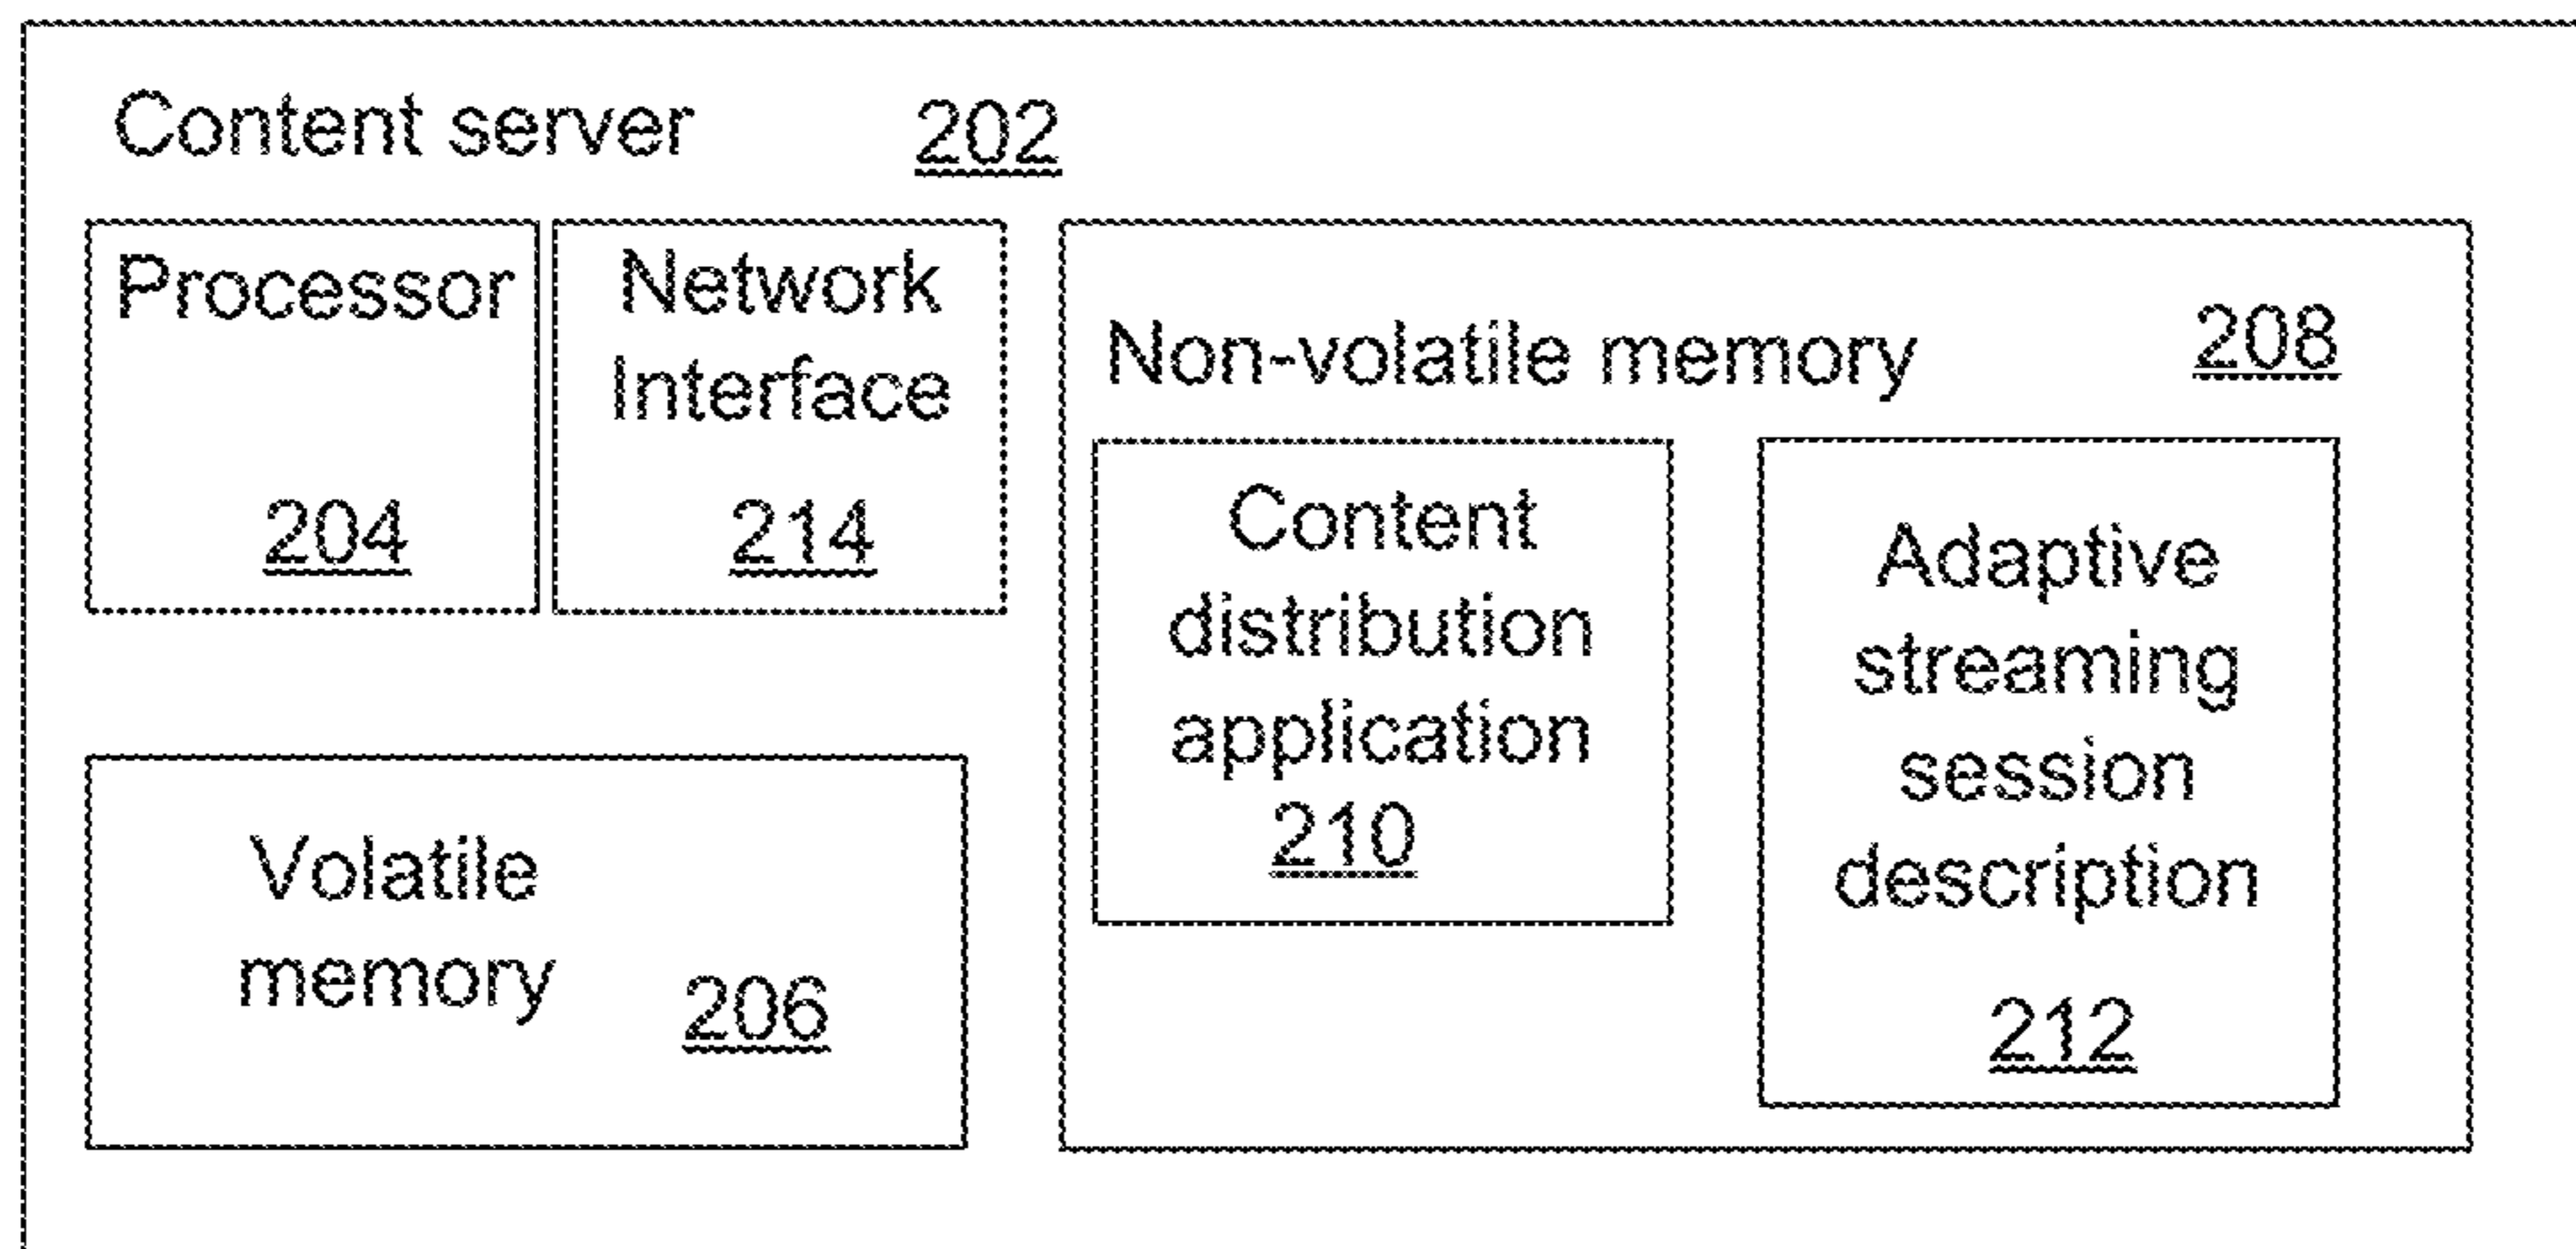 Content server 202
Processor
204
Network
Interface
214
Non-volatile memory 208
Content
distribution
application
210
Adaptive
streaming
session
description
212
Volatile
memory 206